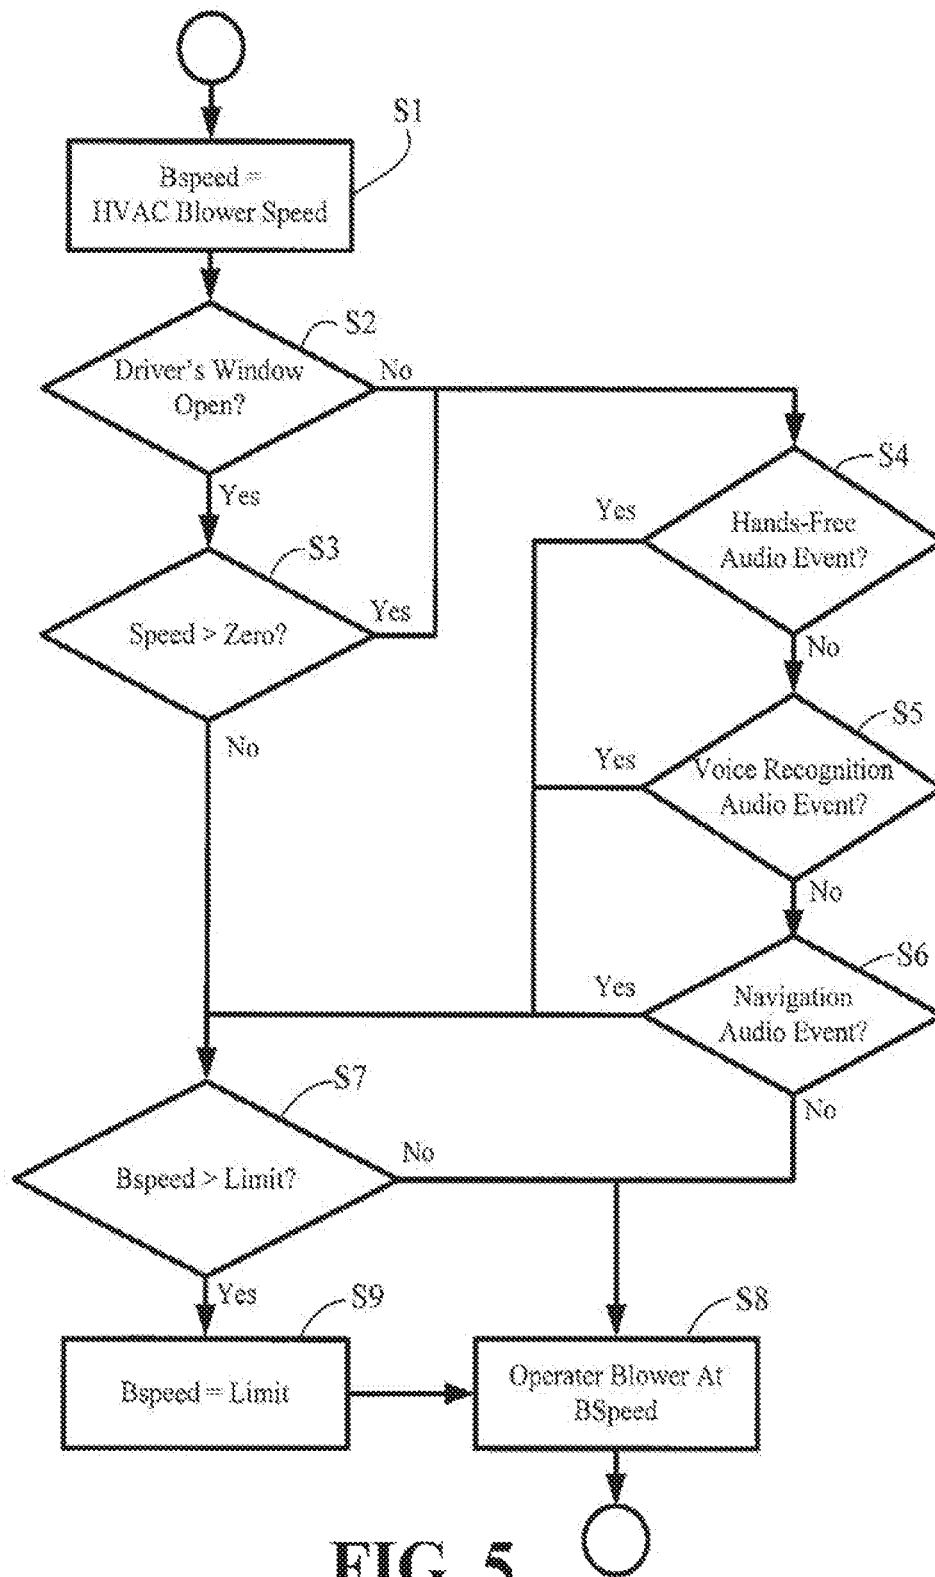 S1
Bspeed =
HVAC Blower Speed
S2
Driver's Window
Open?
No
Yes
S3
Speed > Zero?
Yes
No
S4
Hands-Free
Audio Event?
Yes
No
S5
Voice Recognition
Audio Event?
Yes
No
S6
Navigation
Audio Event?
Yes
No
S7
Bspeed > Limit?
No
Yes
S9
Bspeed = Limit
S8
Operater Blower At
BSpeed
FIG. 5